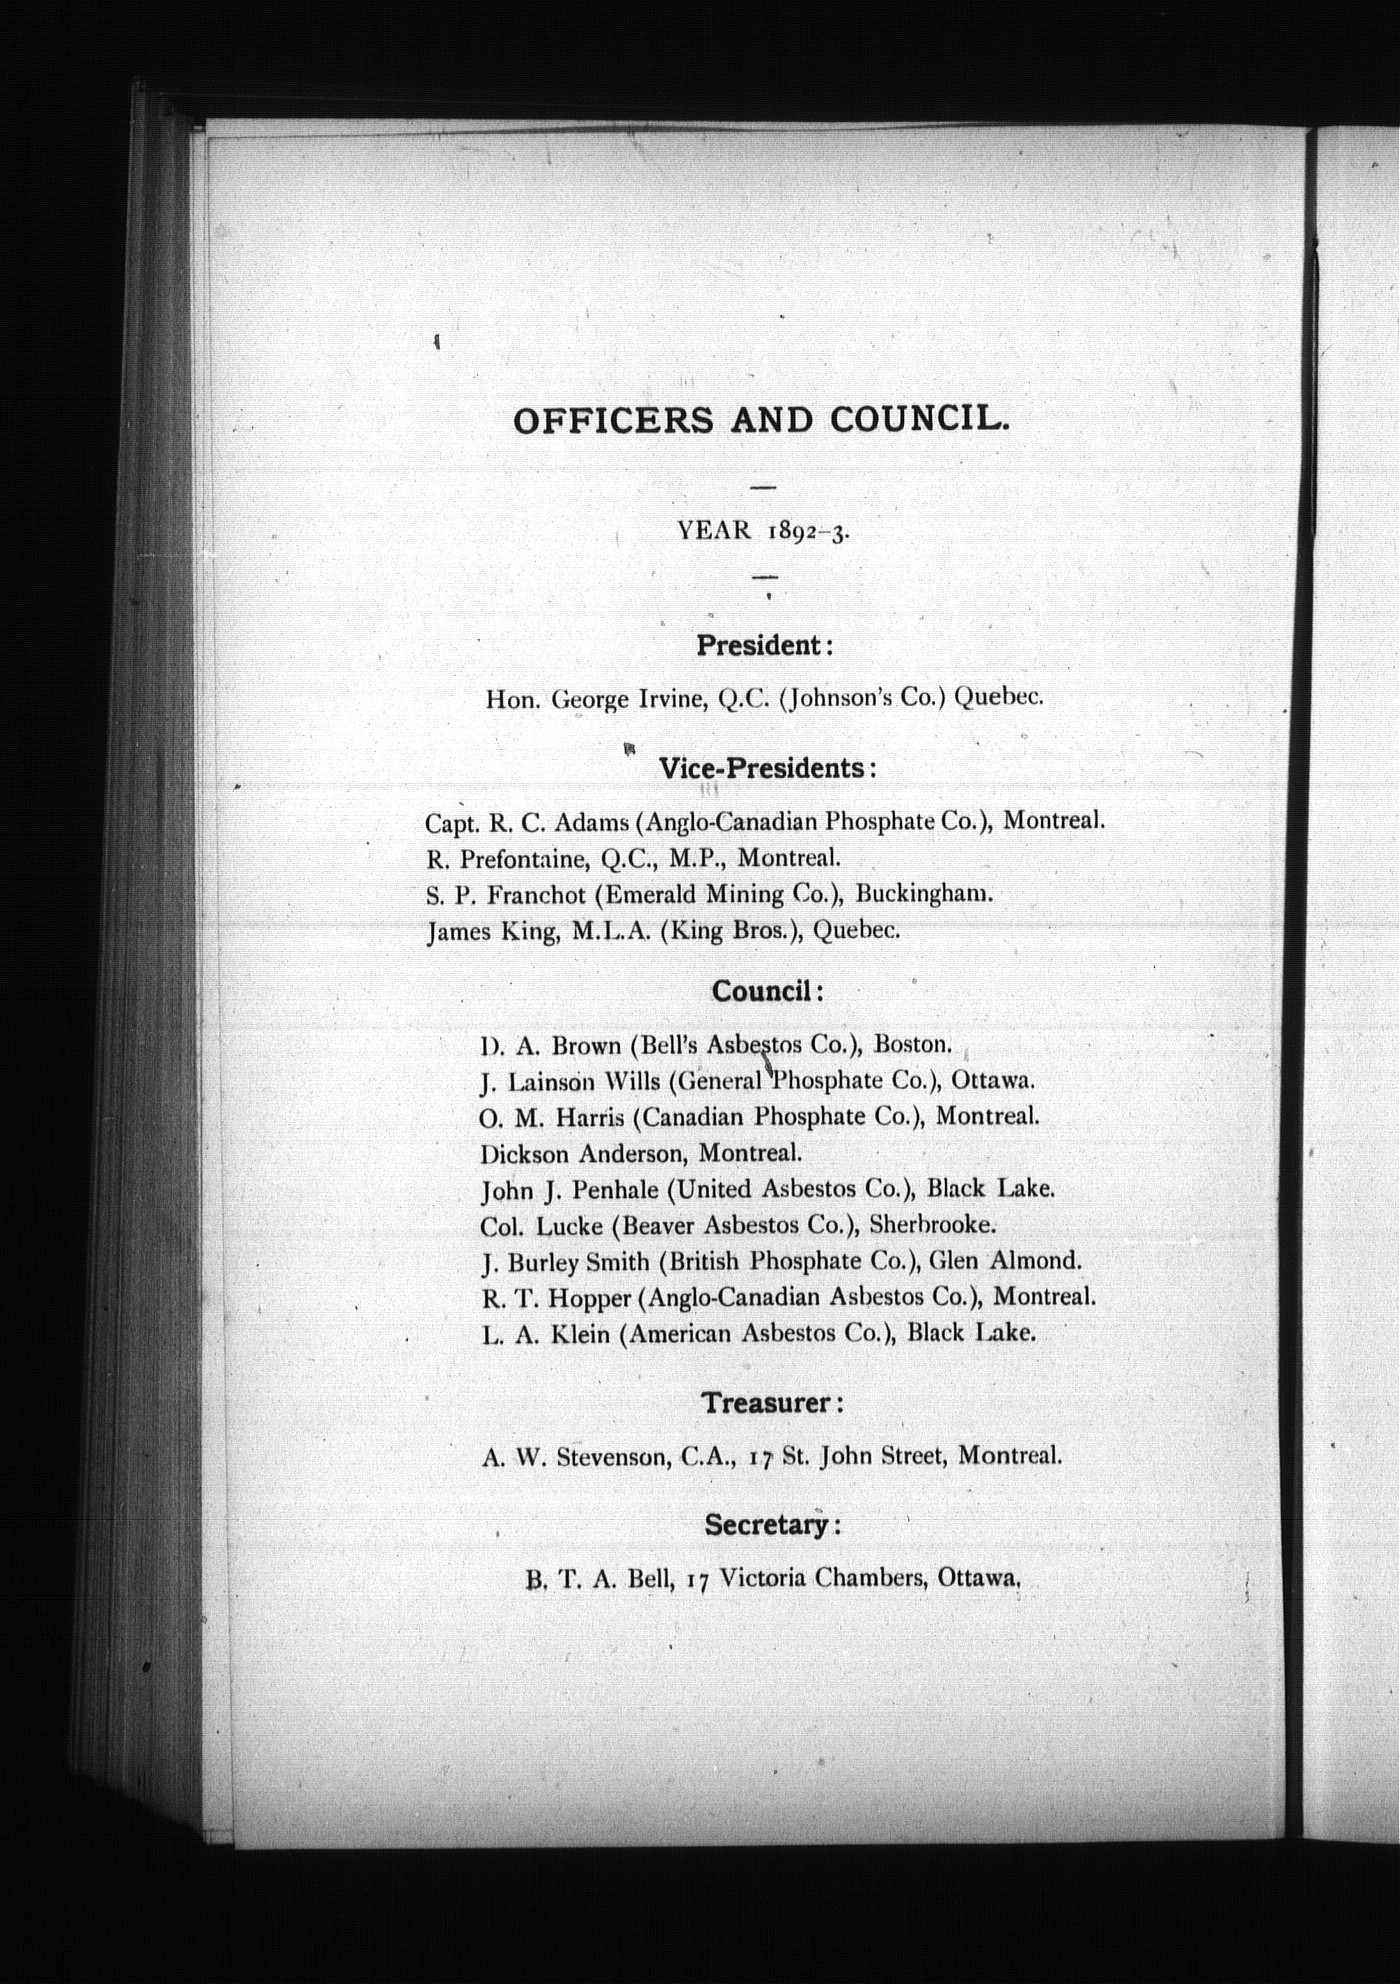 OFFICERS AND COUNCIL.
YEAR 1892-3.
President:
Hon. George Irvine, Q.C. (Johnson's Co.) Quebec.
Vice-Presidents:
Capt. R. C. Adams (Anglo-Canadian Phosphate Co.), Montreal.
R. Prefontaine, Q.C., M.P., Montreal.
S. P. Franchot (Emerald Mining Co.), Buckingham.
James King, M.L.A. (King Bros.), Quebec.
Council:
D. A. Brown (Bell's Asbestos Co.), Boston.
J. Lainson Wills (General Phosphate Co.), Ottawa.
O. M. Harris (Canadian Phosphate Co.), Montreal.
Dickson Anderson, Montreal.
John J. Penhale (United Asbestos Co.), Black Lake.
Col. Lucke (Beaver Asbestos Co.), Sherbrooke.
J. Burley Smith (British Phosphate Co.), Glen Almond.
R. T. Hopper (Anglo-Canadian Asbestos Co.), Montreal.
L. A. Klein (American Asbestos Co.), Black Lake.
Treasurer:
A. W. Stevenson, C.A., 17 St. John Street, Montreal.
Secretary:
B. T. A. Bell, 17 Victoria Chambers, Ottawa.